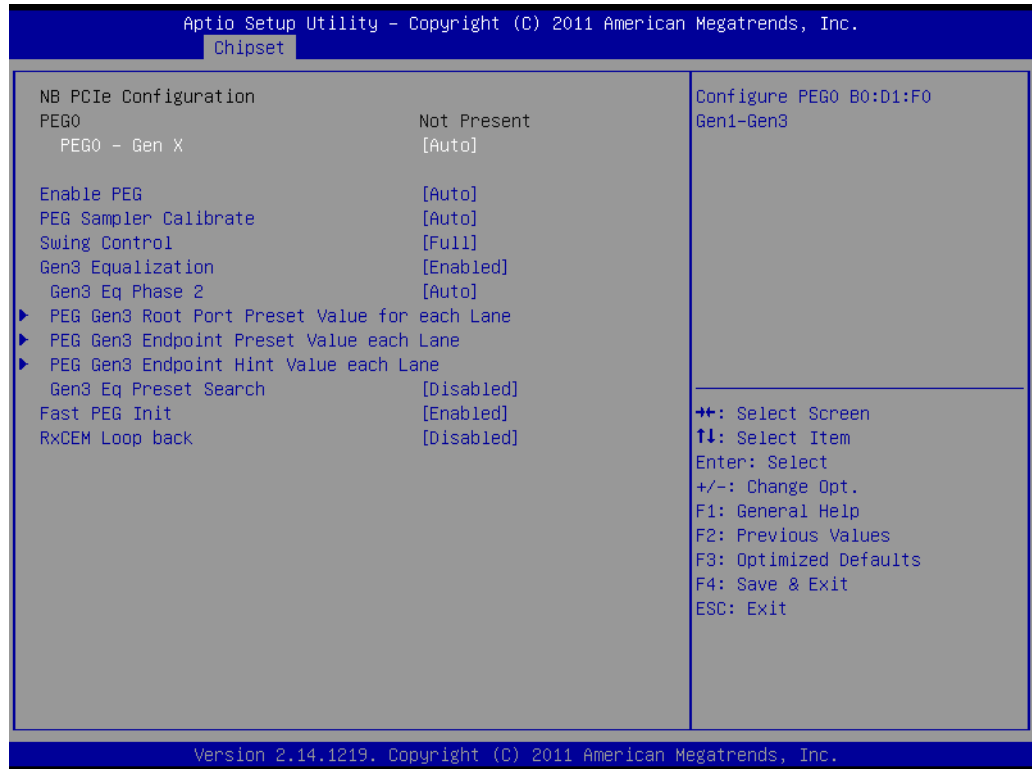 Aptio Setup Utility – Copyright (C) 2011 American Megatrends, Inc.
Chipset
NB PCIe Configuration
PEG0 Not Present
PEG0 – Gen X [Auto]
Enable PEG [Auto]
PEG Sampler Calibrate [Auto]
Swing Control [Full]
Gen3 Equalization [Enabled]
Gen3 Eq Phase 2 [Auto]
PEG Gen3 Root Port Preset Value for each Lane
PEG Gen3 Endpoint Preset Value each Lane
PEG Gen3 Endpoint Hint Value each Lane
Gen3 Eq Preset Search [Disabled]
Fast PEG Init [Enabled]
RxCEM Loop back [Disabled]
Configure PEG0 B0:D1:F0
Gen1-Gen3
→←: Select Screen
↑↓: Select Item
Enter: Select
+/-: Change Opt.
F1: General Help
F2: Previous Values
F3: Optimized Defaults
F4: Save & Exit
ESC: Exit
Version 2.14.1219. Copyright (C) 2011 American Megatrends, Inc.